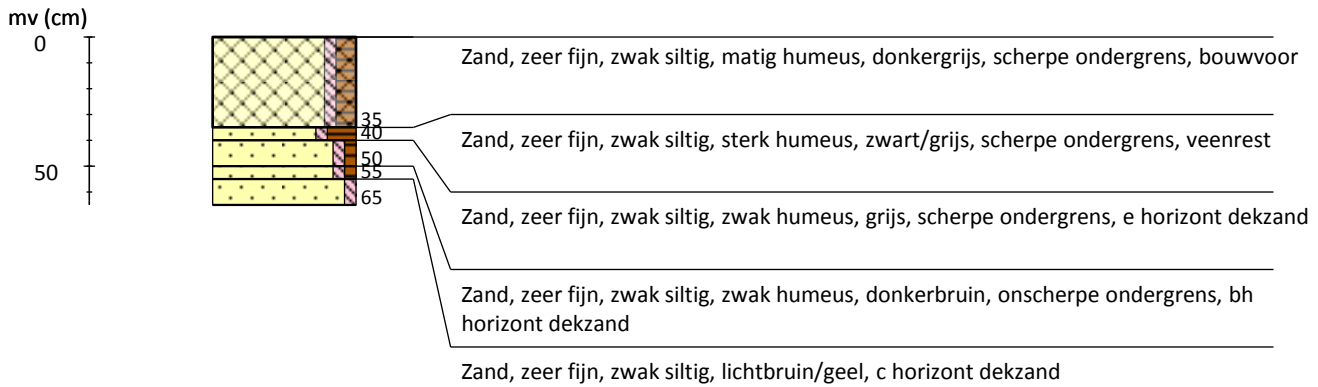 mv (cm)
0
Zand, zeer fijn, zwak siltig, matig humeus, donkergrijs, scherpe ondergrens, bouwvoor
35
40
Zand, zeer fijn, zwak siltig, sterk humeus, zwart/grijs, scherpe ondergrens, veenrest
50
50
55
65
Zand, zeer fijn, zwak siltig, zwak humeus, grijs, scherpe ondergrens, e horizont dekzand
Zand, zeer fijn, zwak siltig, zwak humeus, donkerbruin, onscherpe ondergrens, bh
horizont dekzand
Zand, zeer fijn, zwak siltig, lichtbruin/geel, c horizont dekzand